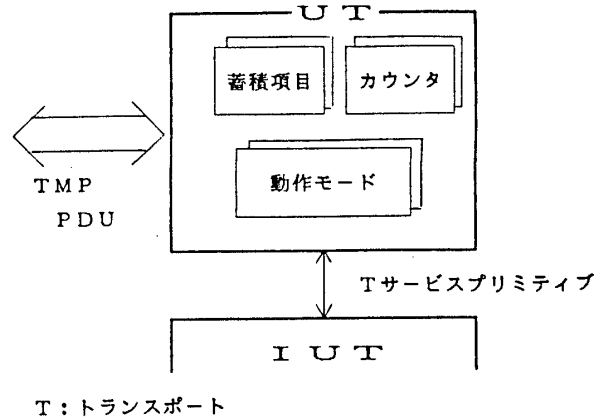 UT
蓄積項目
カウンタ
動作モード
TMP
PDU
Tサービスプリミティブ
IUT
T:トランスポート